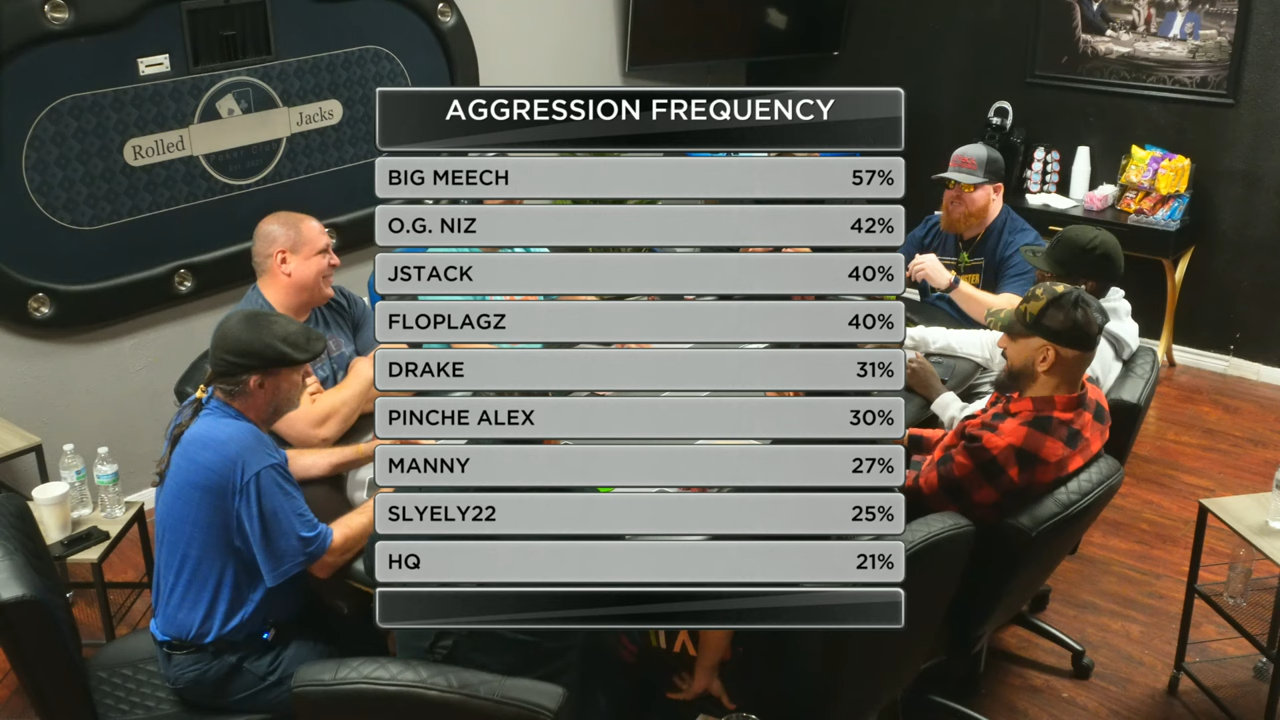 AGGRESSION FREQUENCY
BIG MEECH 57%
O.G. NIZ 42%
JSTACK 40%
FLOPLAGZ 40%
DRAKE 31%
PINCHE ALEX 30%
MANNY 27%
SLYELY22 25%
HQ 21%
Rolled Jacks